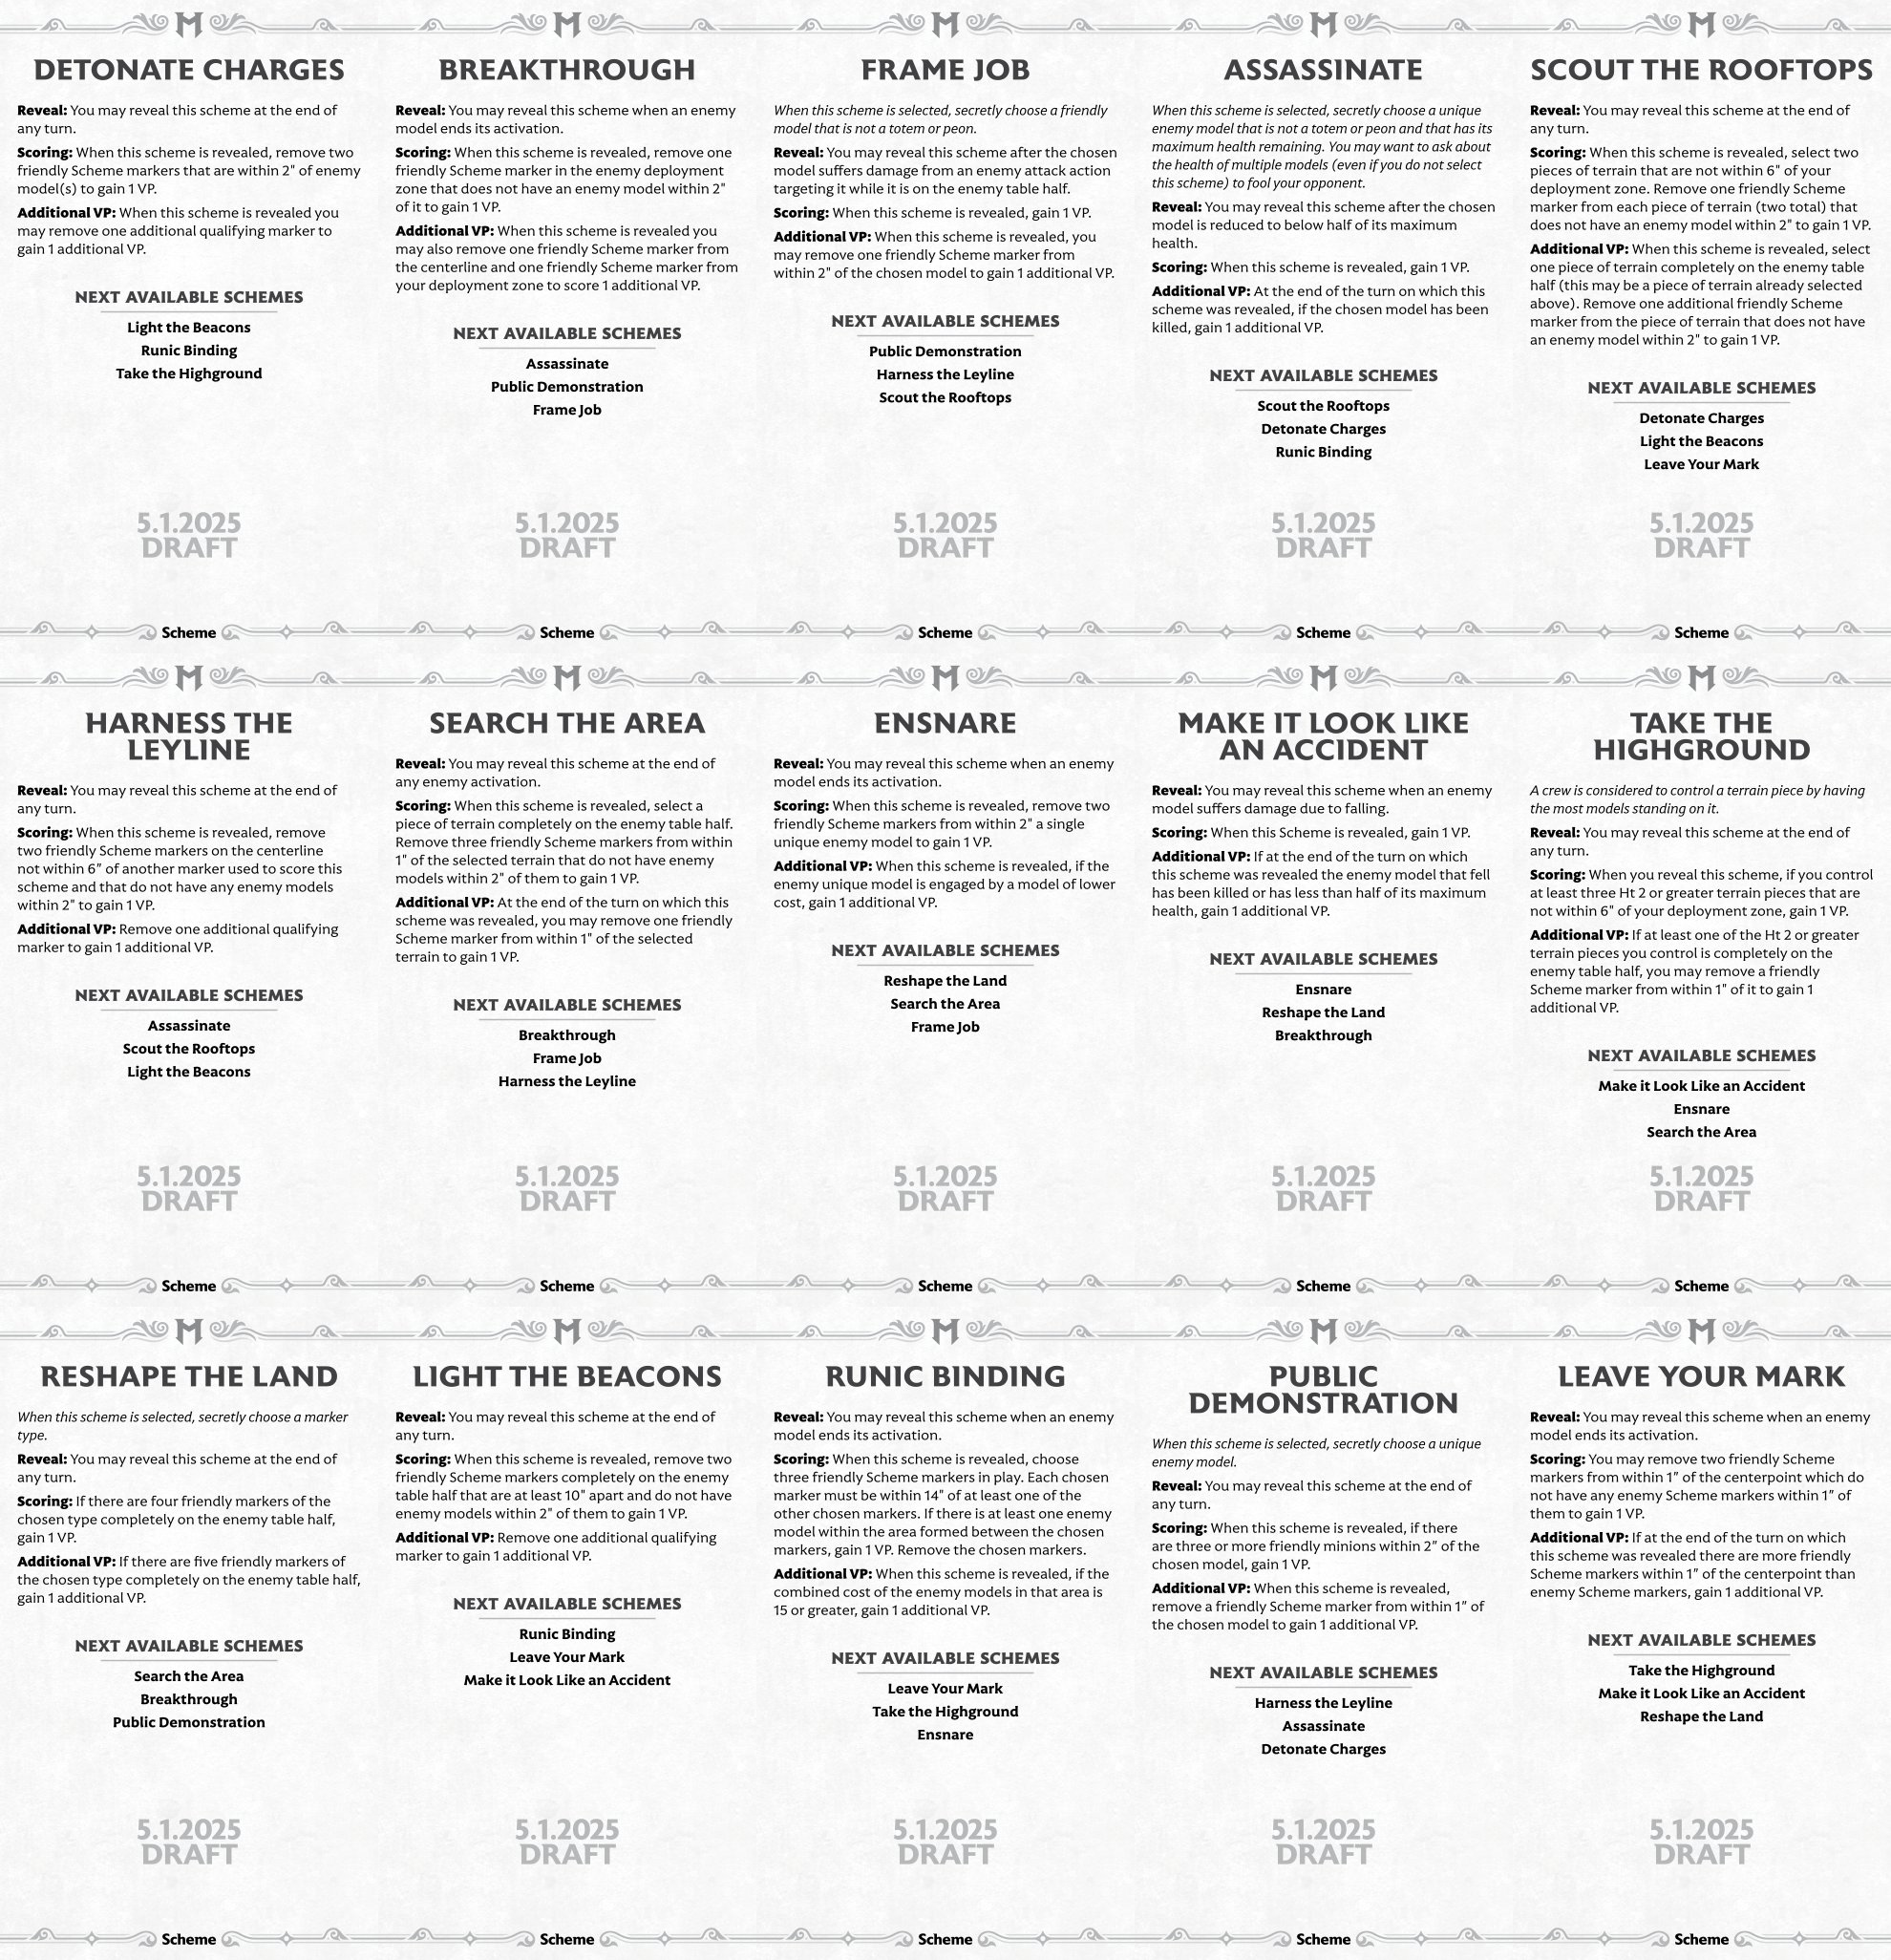 DETONATE CHARGES
Reveal: You may reveal this scheme at the end of
any turn.
Scoring: When this scheme is revealed, remove two
friendly Scheme markers that are within 2" of enemy
model(s) to gain 1 VP.
Additional VP: When this scheme is revealed you
may remove one additional qualifying marker to
gain 1 additional VP.
NEXT AVAILABLE SCHEMES
Light the Beacons
Runic Binding
Take the Highground
5.1.2025
DRAFT
Scheme
BREAKTHROUGH
Reveal: You may reveal this scheme when an enemy
model ends its activation.
Scoring: When this scheme is revealed, remove one
friendly Scheme marker in the enemy deployment
zone that does not have an enemy model within 2"
of it to gain 1 VP.
Additional VP: When this scheme is revealed you
may also remove one friendly Scheme marker from
the centerline and one friendly Scheme marker from
your deployment zone to score 1 additional VP.
NEXT AVAILABLE SCHEMES
Assassinate
Public Demonstration
Frame Job
5.1.2025
DRAFT
Scheme
FRAME JOB
When this scheme is selected, secretly choose a friendly
model that is not a totem or peon.
Reveal: You may reveal this scheme after the chosen
model suffers damage from an enemy attack action
targeting it while it is on the enemy table half.
Scoring: When this scheme is revealed, gain 1 VP.
Additional VP: When this scheme is revealed, you
may remove one friendly Scheme marker from
within 2" of the chosen model to gain 1 additional VP.
NEXT AVAILABLE SCHEMES
Public Demonstration
Harness the Leyline
Scout the Rooftops
5.1.2025
DRAFT
Scheme
ASSASSINATE
When this scheme is selected, secretly choose a unique
enemy model that is not a totem or peon and that has its
maximum health remaining. You may want to ask about
the health of multiple models (even if you do not select
this scheme) to fool your opponent.
Reveal: You may reveal this scheme after the chosen
model is reduced to below half of its maximum
health.
Scoring: When this scheme is revealed, gain 1 VP.
Additional VP: At the end of the turn on which this
scheme was revealed, if the chosen model has been
killed, gain 1 additional VP.
NEXT AVAILABLE SCHEMES
Scout the Rooftops
Detonate Charges
Runic Binding
5.1.2025
DRAFT
Scheme
SCOUT THE ROOFTOPS
Reveal: You may reveal this scheme at the end of
any turn.
Scoring: When this scheme is revealed, select two
pieces of terrain that are not within 6" of your
deployment zone. Remove one friendly Scheme
marker from each piece of terrain (two total) that
does not have an enemy model within 2" to gain 1 VP.
Additional VP: When this scheme is revealed, select
one piece of terrain completely on the enemy table
half (this may be a piece of terrain already selected
above). Remove one additional friendly Scheme
marker from the piece of terrain that does not have
an enemy model within 2" to gain 1 VP.
NEXT AVAILABLE SCHEMES
Detonate Charges
Light the Beacons
Leave Your Mark
5.1.2025
DRAFT
Scheme
HARNESS THE
LEYLINE
Reveal: You may reveal this scheme at the end of
any turn.
Scoring: When this scheme is revealed, remove
two friendly Scheme markers on the centerline
not within 6" of another marker used to score this
scheme and that do not have any enemy models
within 2" to gain 1 VP.
Additional VP: Remove one additional qualifying
marker to gain 1 additional VP.
NEXT AVAILABLE SCHEMES
Assassinate
Scout the Rooftops
Light the Beacons
5.1.2025
DRAFT
Scheme
SEARCH THE AREA
Reveal: You may reveal this scheme at the end of
any enemy activation.
Scoring: When this scheme is revealed, select a
piece of terrain completely on the enemy table half.
Remove three friendly Scheme markers from within
1" of the selected terrain that do not have enemy
models within 2" of them to gain 1 VP.
Additional VP: At the end of the turn on which this
scheme was revealed, you may remove one friendly
Scheme marker from within 1" of the selected
terrain to gain 1 VP.
NEXT AVAILABLE SCHEMES
Breakthrough
Frame Job
Harness the Leyline
5.1.2025
DRAFT
Scheme
ENSNARE
Reveal: You may reveal this scheme when an enemy
model ends its activation.
Scoring: When this scheme is revealed, remove two
friendly Scheme markers from within 2" a single
unique enemy model to gain 1 VP.
Additional VP: When this scheme is revealed, if the
enemy unique model is engaged by a model of lower
cost, gain 1 additional VP.
NEXT AVAILABLE SCHEMES
Reshape the Land
Search the Area
Frame Job
5.1.2025
DRAFT
Scheme
MAKE IT LOOK LIKE
AN ACCIDENT
Reveal: You may reveal this scheme when an enemy
model suffers damage due to falling.
Scoring: When this Scheme is revealed, gain 1 VP.
Additional VP: If at the end of the turn on which
this scheme was revealed the enemy model that fell
has been killed or has less than half of its maximum
health, gain 1 additional VP.
NEXT AVAILABLE SCHEMES
Ensnare
Reshape the Land
Breakthrough
5.1.2025
DRAFT
Scheme
TAKE THE
HIGHGROUND
A crew is considered to control a terrain piece by having
the most models standing on it.
Reveal: You may reveal this scheme at the end of
any turn.
Scoring: When you reveal this scheme, if you control
at least three Ht 2 or greater terrain pieces that are
not within 6" of your deployment zone, gain 1 VP.
Additional VP: If at least one of the Ht 2 or greater
terrain pieces you control is completely on the
enemy table half, you may remove a friendly
Scheme marker from within 1" of it to gain 1
additional VP.
NEXT AVAILABLE SCHEMES
Make it Look Like an Accident
Ensnare
Search the Area
5.1.2025
DRAFT
Scheme
RESHAPE THE LAND
When this scheme is selected, secretly choose a marker
type.
Reveal: You may reveal this scheme at the end of
any turn.
Scoring: If there are four friendly markers of the
chosen type completely on the enemy table half,
gain 1 VP.
Additional VP: If there are five friendly markers of
the chosen type completely on the enemy table half,
gain 1 additional VP.
NEXT AVAILABLE SCHEMES
Search the Area
Breakthrough
Public Demonstration
5.1.2025
DRAFT
Scheme
LIGHT THE BEACONS
Reveal: You may reveal this scheme at the end of
any turn.
Scoring: When this scheme is revealed, remove two
friendly Scheme markers completely on the enemy
table half that are at least 10" apart and do not have
enemy models within 2" of them to gain 1 VP.
Additional VP: Remove one additional qualifying
marker to gain 1 additional VP.
NEXT AVAILABLE SCHEMES
Runic Binding
Leave Your Mark
Make it Look Like an Accident
5.1.2025
DRAFT
Scheme
RUNIC BINDING
Reveal: You may reveal this scheme when an enemy
model ends its activation.
Scoring: When this scheme is revealed, choose
three friendly Scheme markers in play. Each chosen
marker must be within 14" of at least one of the
other chosen markers. If there is at least one enemy
model within the area formed between the chosen
markers, gain 1 VP. Remove the chosen markers.
Additional VP: When this scheme is revealed, if the
combined cost of the enemy models in that area is
15 or greater, gain 1 additional VP.
NEXT AVAILABLE SCHEMES
Leave Your Mark
Take the Highground
Ensnare
5.1.2025
DRAFT
Scheme
PUBLIC
DEMONSTRATION
When this scheme is selected, secretly choose a unique
enemy model.
Reveal: You may reveal this scheme at the end of
any turn.
Scoring: When this scheme is revealed, if there
are three or more friendly minions within 2" of the
chosen model, gain 1 VP.
Additional VP: When this scheme is revealed,
remove a friendly Scheme marker from within 1" of
the chosen model to gain 1 additional VP.
NEXT AVAILABLE SCHEMES
Harness the Leyline
Assassinate
Detonate Charges
5.1.2025
DRAFT
Scheme
LEAVE YOUR MARK
Reveal: You may reveal this scheme when an enemy
model ends its activation.
Scoring: You may remove two friendly Scheme
markers from within 1" of the centerpoint which do
not have any enemy Scheme markers within 1" of
them to gain 1 VP.
Additional VP: If at the end of the turn on which
this scheme was revealed there are more friendly
Scheme markers within 1" of the centerpoint than
enemy Scheme markers, gain 1 additional VP.
NEXT AVAILABLE SCHEMES
Take the Highground
Make it Look Like an Accident
Reshape the Land
5.1.2025
DRAFT
Scheme